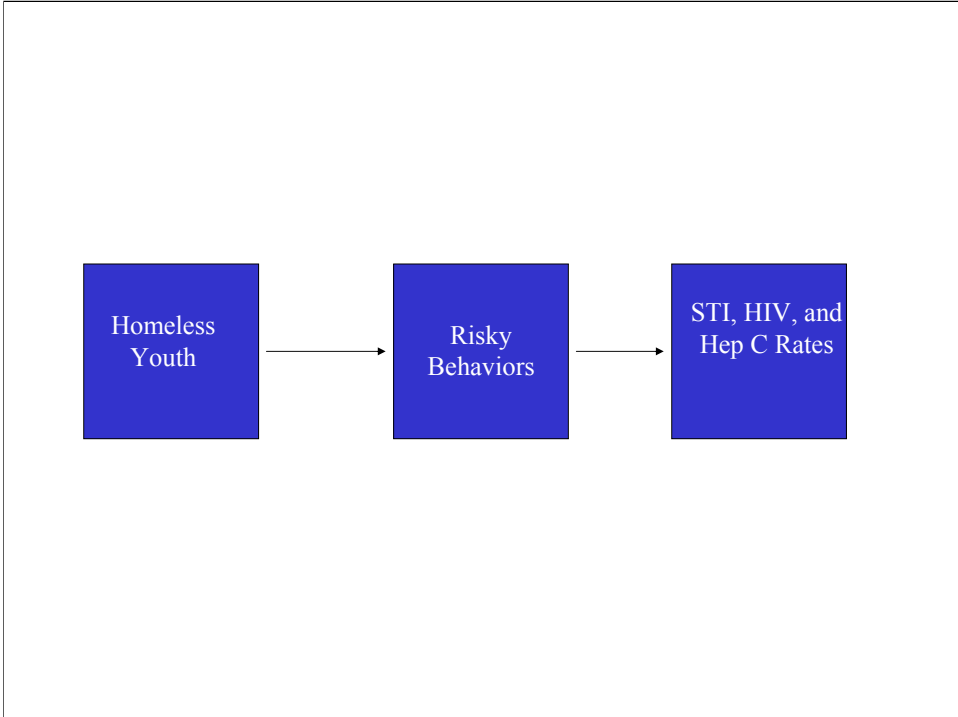 Homeless
Youth
Risky
Behaviors
STI, HIV, and
Hep C Rates